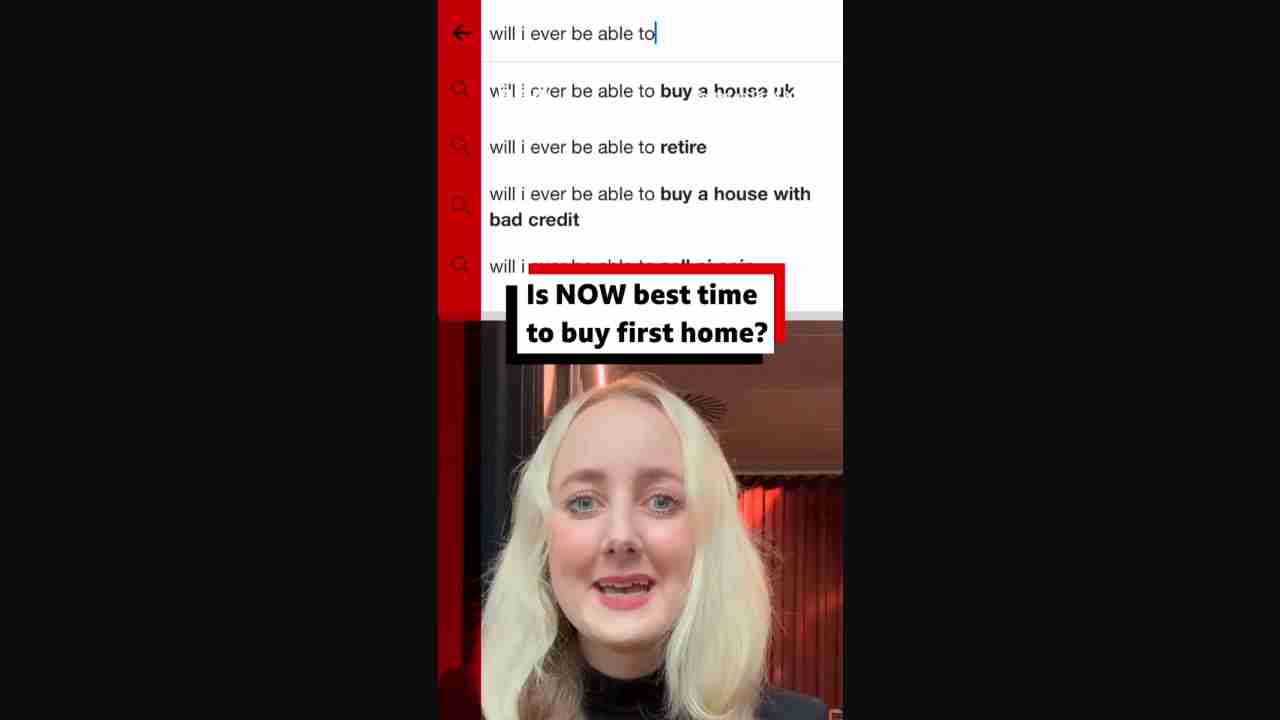 will i ever be able to
will i ever be able to buy a house uk
will i ever be able to retire
will i ever be able to buy a house with
bad credit
will i
Is NOW best time
to buy first home?